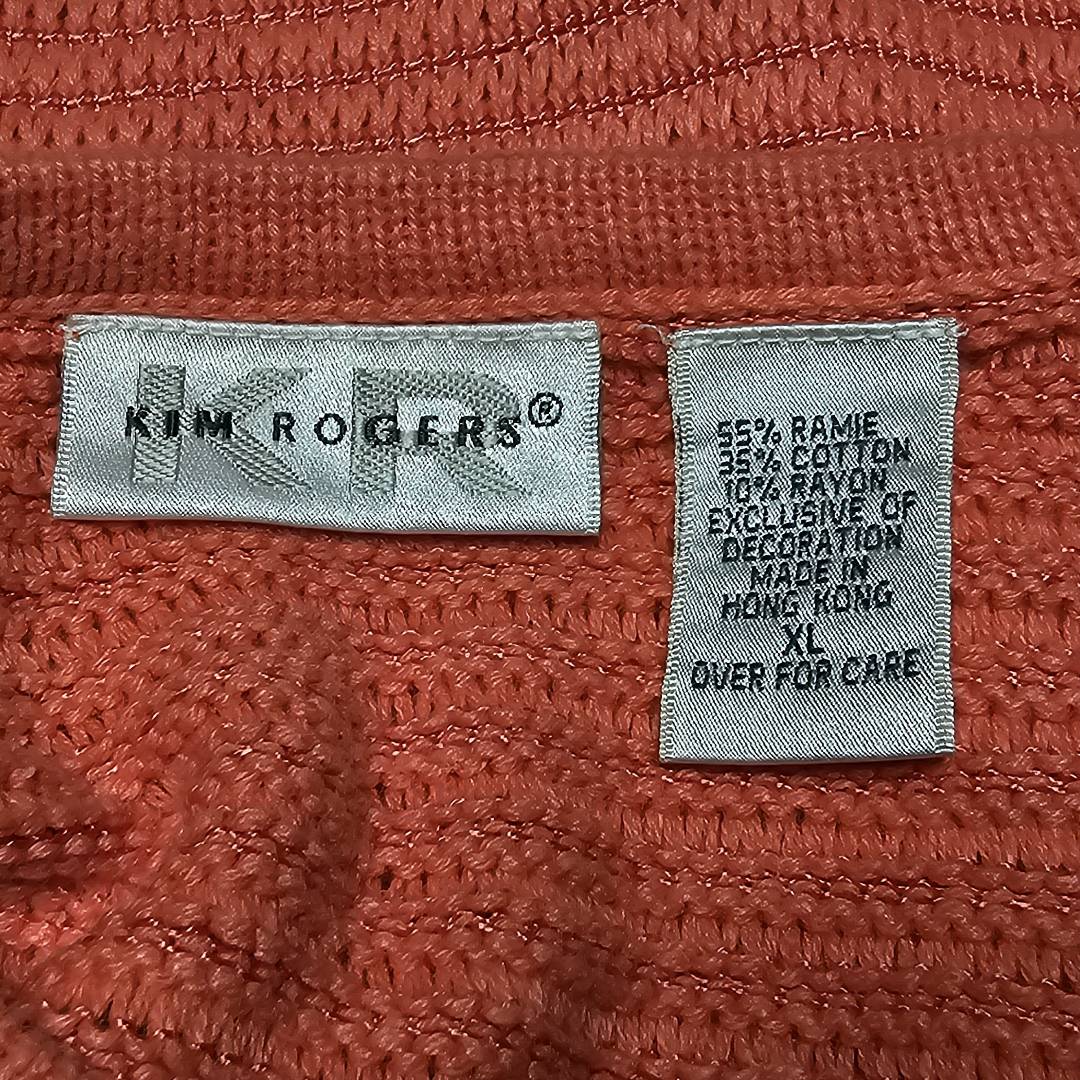 KR
KIM ROGERS®
55% RAMIE
35% COTTON
10% RAYON
EXCLUSIVE OF
DECORATION
MADE IN
HONG KONG
XL
OVER FOR CARE